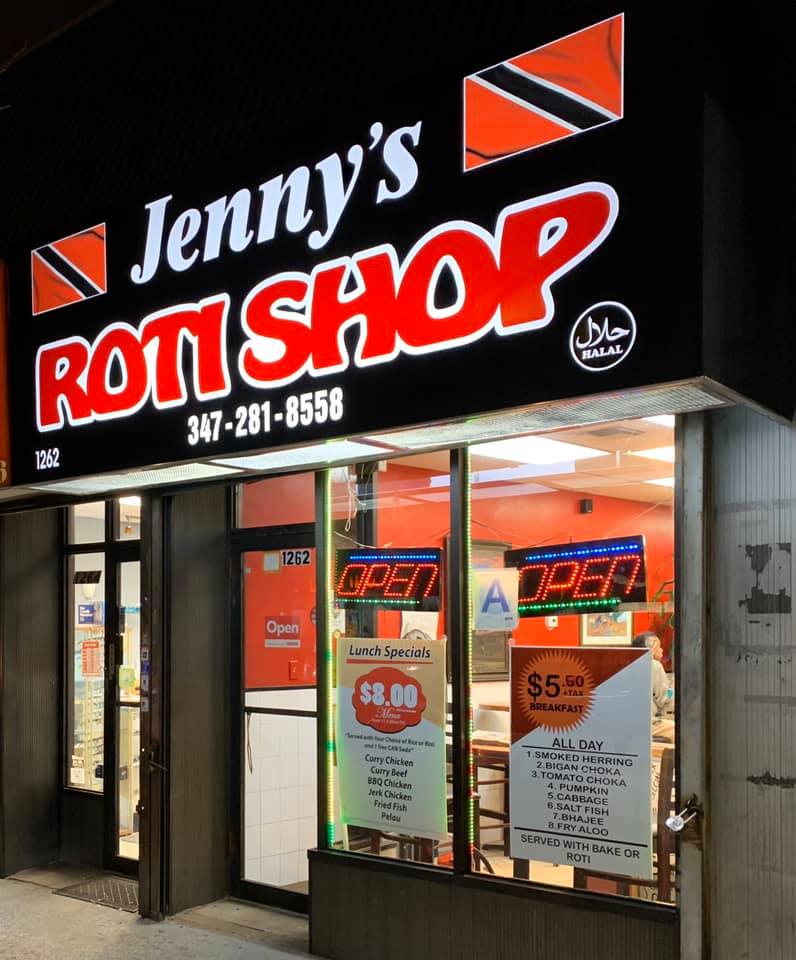 Jenny's
ROTI SHOP
حلال
HALAL
347-281-8558
1262
1262
Open
OPEN
OPEN
A
Lunch Specials
$8.00
Menu
"Served with Your Choice of Rice or Roti
and 1 free CAN Soda"
Curry Chicken
Curry Beef
BBQ Chicken
Jerk Chicken
Fried Fish
Pelau
$5.50
+TAX
BREAKFAST
ALL DAY
1.SMOKED HERRING
2.BIGAN CHOKA
3.TOMATO CHOKA
4. PUMPKIN
5.CABBAGE
6.SALT FISH
7.BHAJEE
8.FRY ALOO
SERVED WITH BAKE OR
ROTI